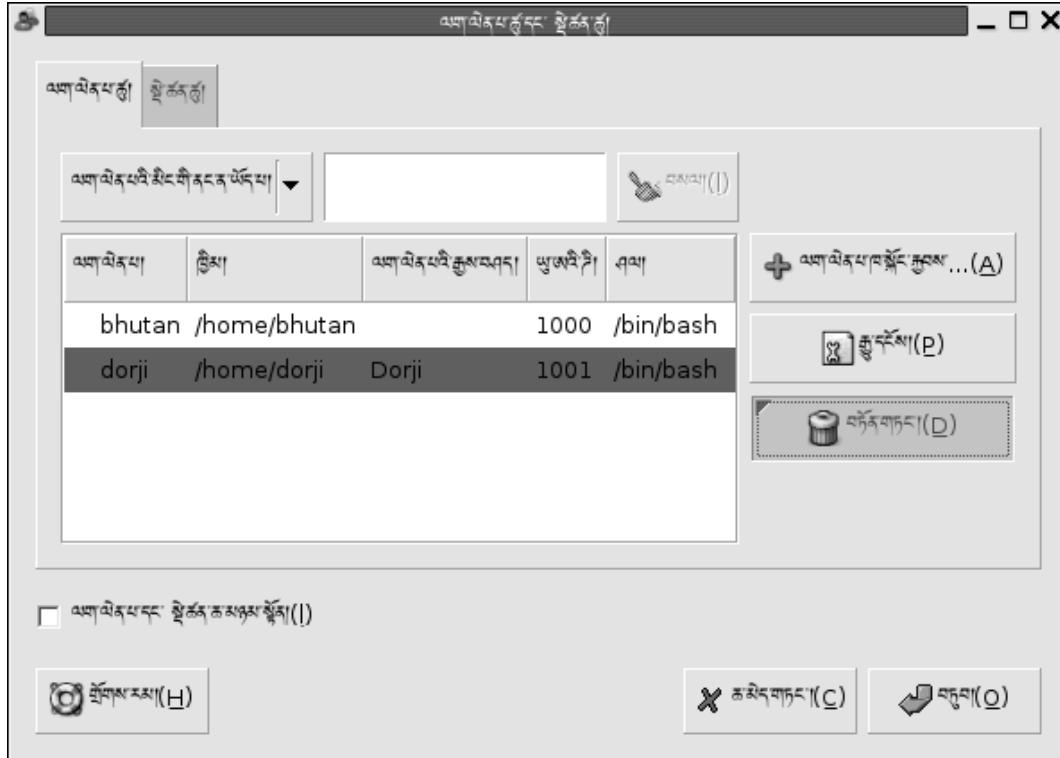 ལག་ལེན་པ་ཚུ་དང་ སྡེ་ཚན་ཚུ།
ལག་ལེན་པ་ཚུ། སྡེ་ཚན་ཚུ།
ལག་ལེན་པའི་མིང་གི་ནང་ན་ཡོད་པ། བསལ།(l)
ལག་ལེན་པ། ཁྱིམ། ལག་ལེན་པའི་རྒྱས་བཤད། ཡུ་ཨའི་ཌི། ཤལ། ལག་ལེན་པ་ཁ་སྐོང་རྐྱབས་...(A)
bhutan /home/bhutan 1000 /bin/bash
རྒྱུ་དངོས།(P)
dorji /home/dorji Dorji 1001 /bin/bash
བཏོན་གཏང་།(D)
ལག་ལེན་པ་དང་ སྡེ་ཚན་ཆ་མཉམ་སྟོན།(l)
གྲོགས་རམ།(H) ཆ་མེད་གཏང་།(C) བཏུབ།(O)